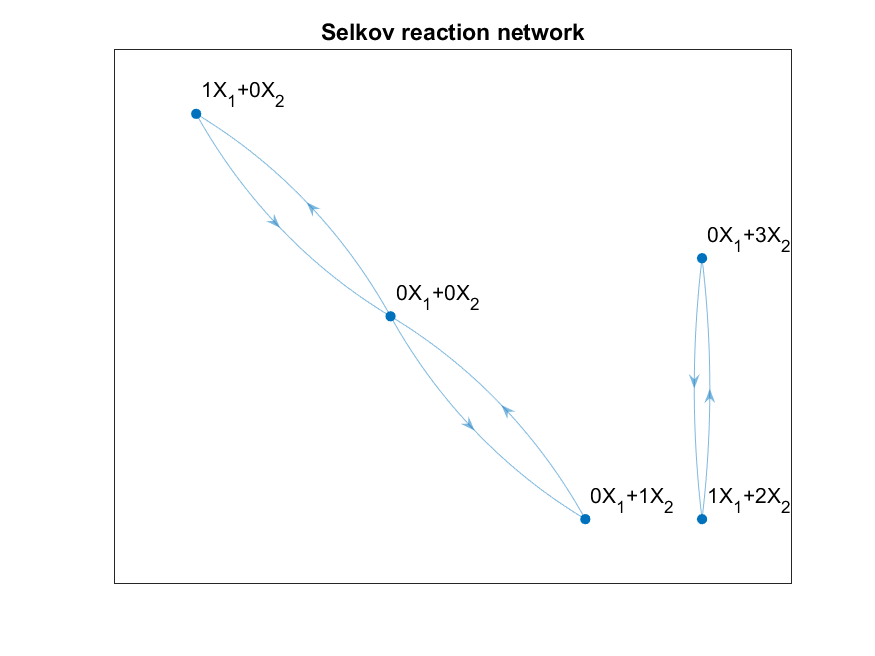 Selkov reaction network
1X₁+0X₂
0X₁+3X₂
0X₁+0X₂
0X₁+1X₂
1X₁+2X₂